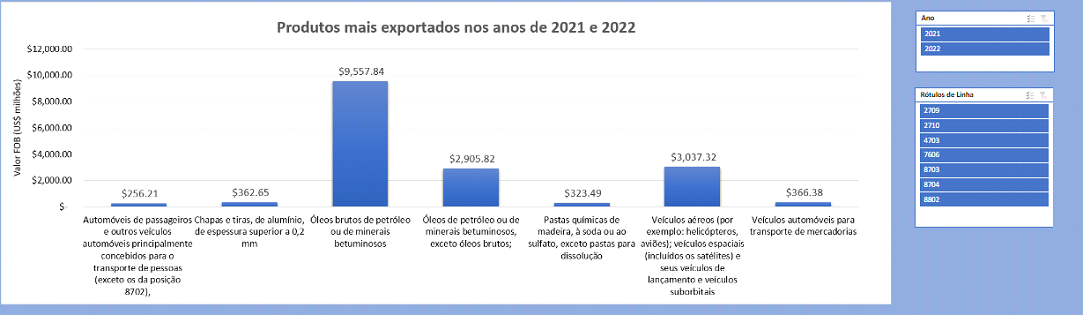 Produtos mais exportados nos anos de 2021 e 2022
Valor FOB (US$ milhões)
$12,000.00
$10,000.00
$8,000.00
$6,000.00
$4,000.00
$2,000.00
$-
$256.21
$362.65
$9,557.84
$2,905.82
$323.49
$3,037.32
$366.38
Automóveis de passageiros
e outros veículos
automóveis principalmente
concebidos para o
transporte de pessoas
(exceto os da posição
8702),
Chapas e tiras, de alumínio,
de espessura superior a 0,2
mm
Óleos brutos de petróleo
ou de minerais
betuminosos
Óleos de petróleo ou de
minerais betuminosos,
exceto óleos brutos;
Pastas químicas de
madeira, à soda ou ao
sulfato, exceto pastas para
dissolução
Veículos aéreos (por
exemplo: helicópteros,
aviões); veículos espaciais
(incluídos os satélites) e
seus veículos de
lançamento e veículos
suborbitais
Veículos automóveis para
transporte de mercadorias
Ano
2021
2022
Rótulos de Linha
2709
2710
4703
7606
8703
8704
8802